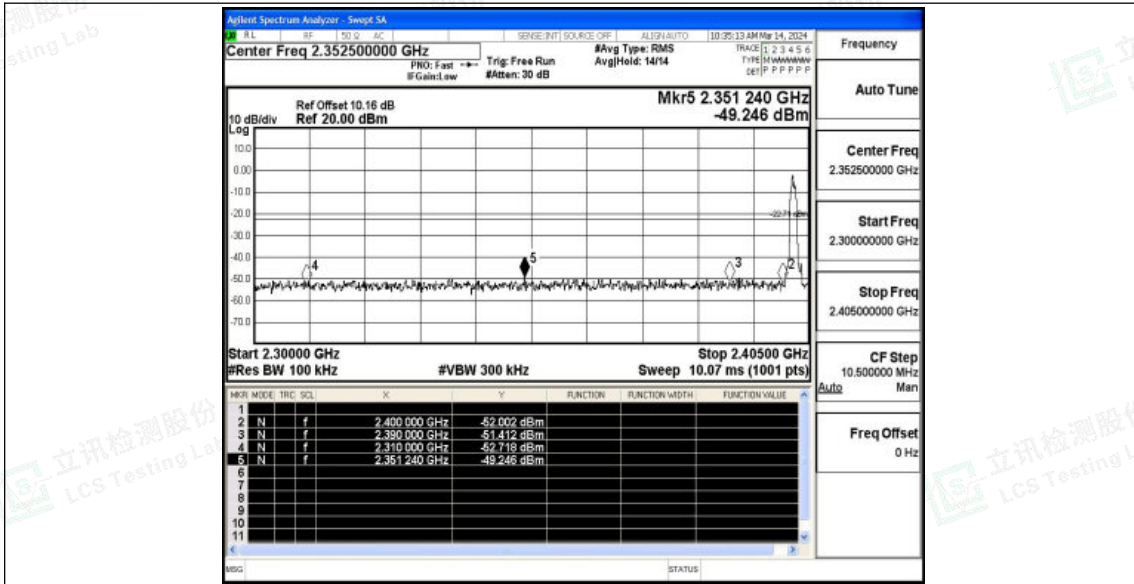 Agilent Spectrum Analyzer - Swept SA
RL RF 50 Ω AC SENSE:INT SOURCE OFF ALIGNAUTO 10:35:13 AM Mar 14, 2024
Center Freq 2.352500000 GHz
PNO: Fast
IFGain:Low
Trig: Free Run
#Atten: 30 dB
#Avg Type: RMS
Avg|Hold: 14/14
TRACE 1 2 3 4 5 6
TYPE M WWWWW
DET P P P P P P
Ref Offset 10.16 dB
Ref 20.00 dBm
10 dB/div
Log
Mkr5 2.351 240 GHz
-49.246 dBm
10.0
0.00
-10.0
-20.0
-30.0
-40.0
-50.0
-60.0
-70.0
-22.71 dBm
4
5
3
2
Start 2.30000 GHz Stop 2.40500 GHz
#Res BW 100 kHz #VBW 300 kHz Sweep 10.07 ms (1001 pts)
MKR MODE TRC SCL X Y FUNCTION FUNCTION WIDTH FUNCTION VALUE
1
2 N f 2.400 000 GHz -52.002 dBm
3 N f 2.390 000 GHz -51.412 dBm
4 N f 2.310 000 GHz -52.718 dBm
5 N f 2.351 240 GHz -49.246 dBm
6
7
8
9
10
11
MSG STATUS
Frequency
Auto Tune
Center Freq
2.352500000 GHz
Start Freq
2.300000000 GHz
Stop Freq
2.405000000 GHz
CF Step
10.500000 MHz
Auto Man
Freq Offset
0 Hz
立讯检测股份
LCS Testing Lab
立讯检测股份
LCS Testing L